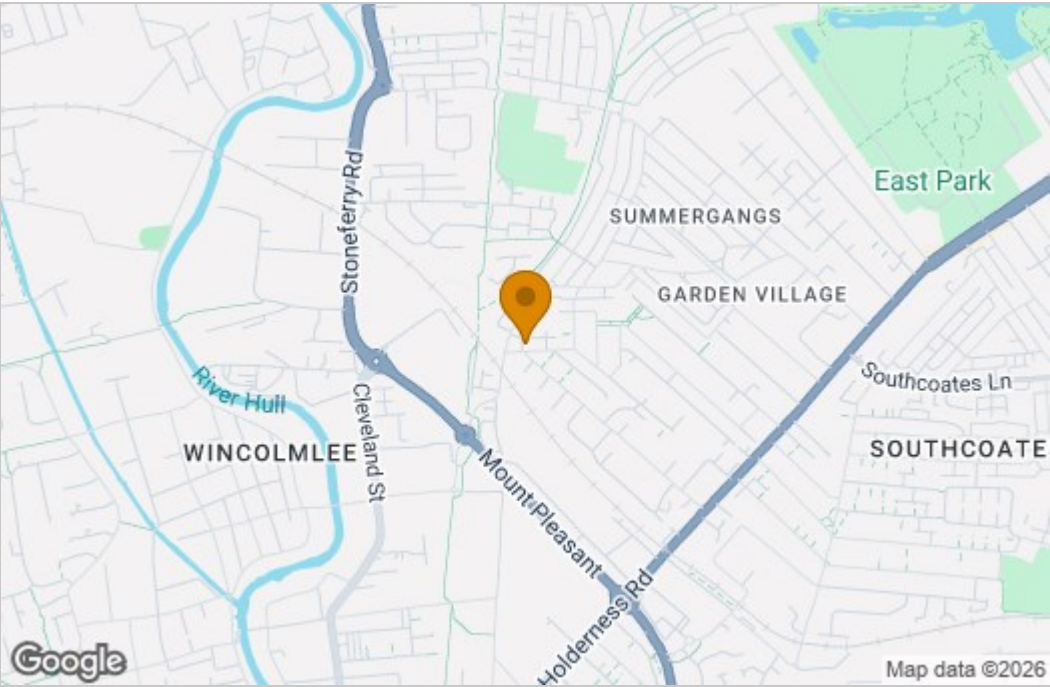 East Park
SUMMERGANGS
Stoneferry Rd
GARDEN VILLAGE
Southcoates Ln
River Hull
Cleveland St
WINCOLMLEE
SOUTHCOATE
Mount Pleasant
Holderness Rd
Google
Map data ©2026